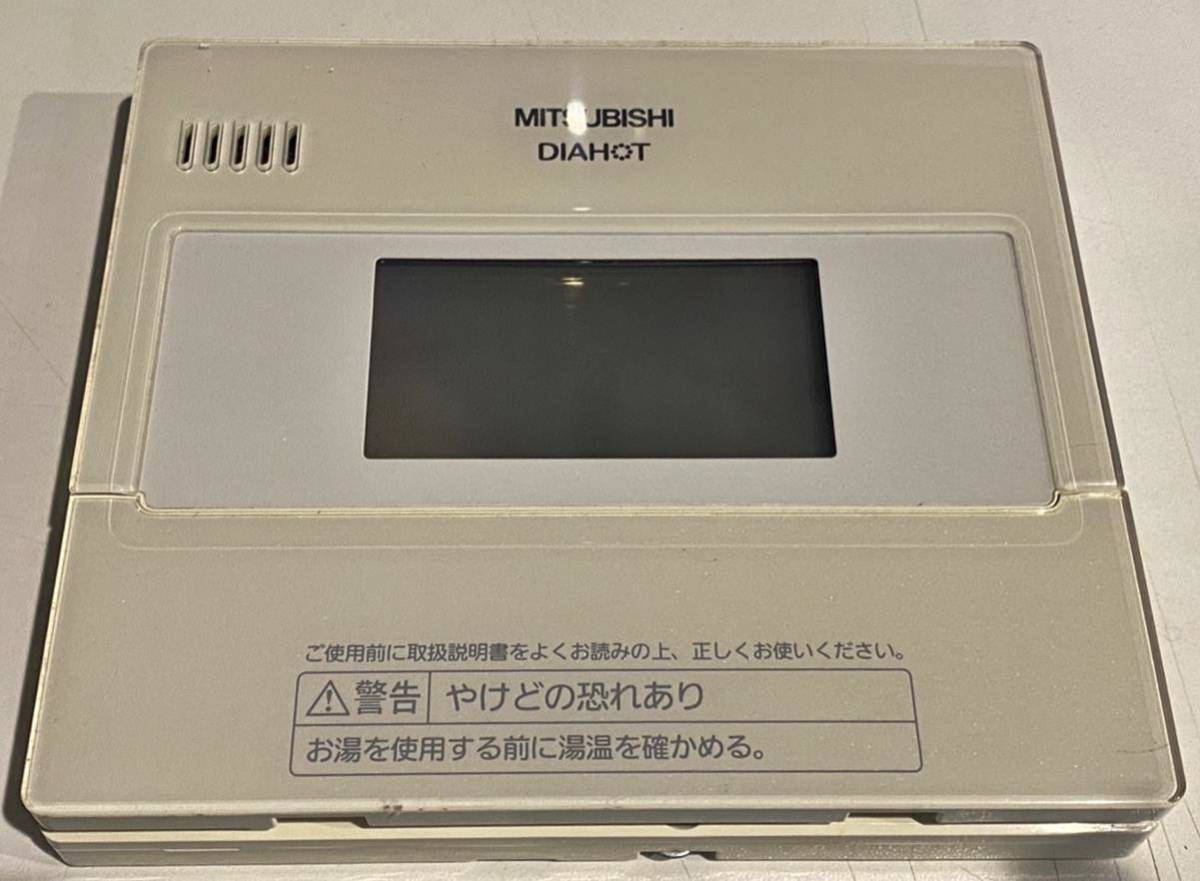 MITSUBISHI
DIAHOT
ご使用前に取扱説明書をよくお読みの上、正しくお使いください。
警告 やけどの恐れあり
お湯を使用する前に湯温を確かめる。